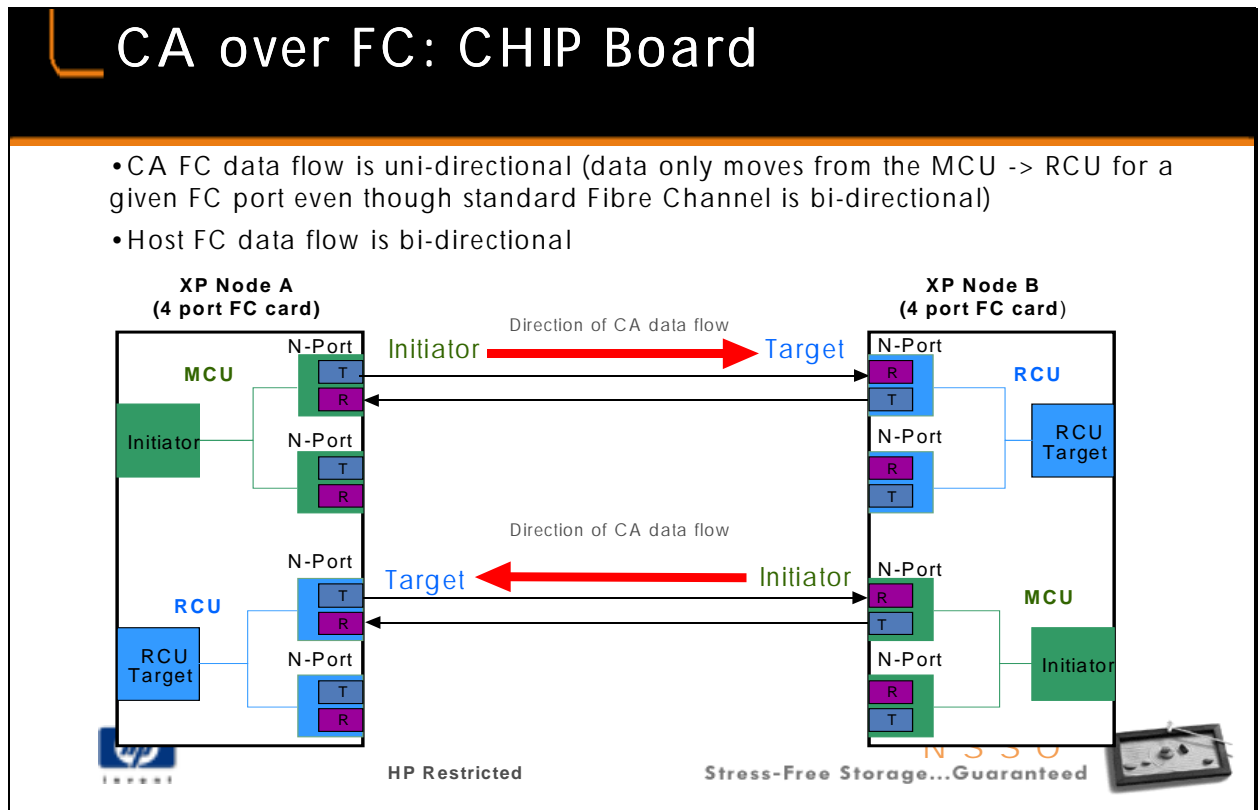 CA over FC: CHIP Board
•CA FC data flow is uni-directional (data only moves from the MCU -> RCU for a
given FC port even though standard Fibre Channel is bi-directional)
•Host FC data flow is bi-directional
XP Node A
(4 port FC card)
XP Node B
(4 port FC card)
Direction of CA data flow
N-Port
Initiator
Target
N-Port
MCU
T
R
R
T
RCU
Initiator
N-Port
T
R
N-Port
R
T
RCU
Target
Direction of CA data flow
N-Port
Target
Initiator
N-Port
RCU
T
R
R
T
MCU
RCU
Target
N-Port
T
R
N-Port
R
T
Initiator
hp
invent
HP Restricted
NSSO
Stress-Free Storage...Guaranteed